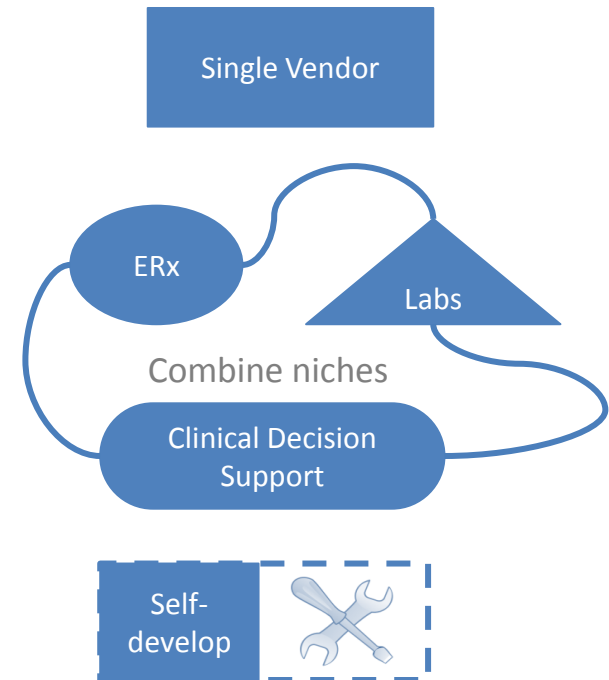 Single Vendor
ERx
Labs
Combine niches
Clinical Decision
Support
Self-
develop